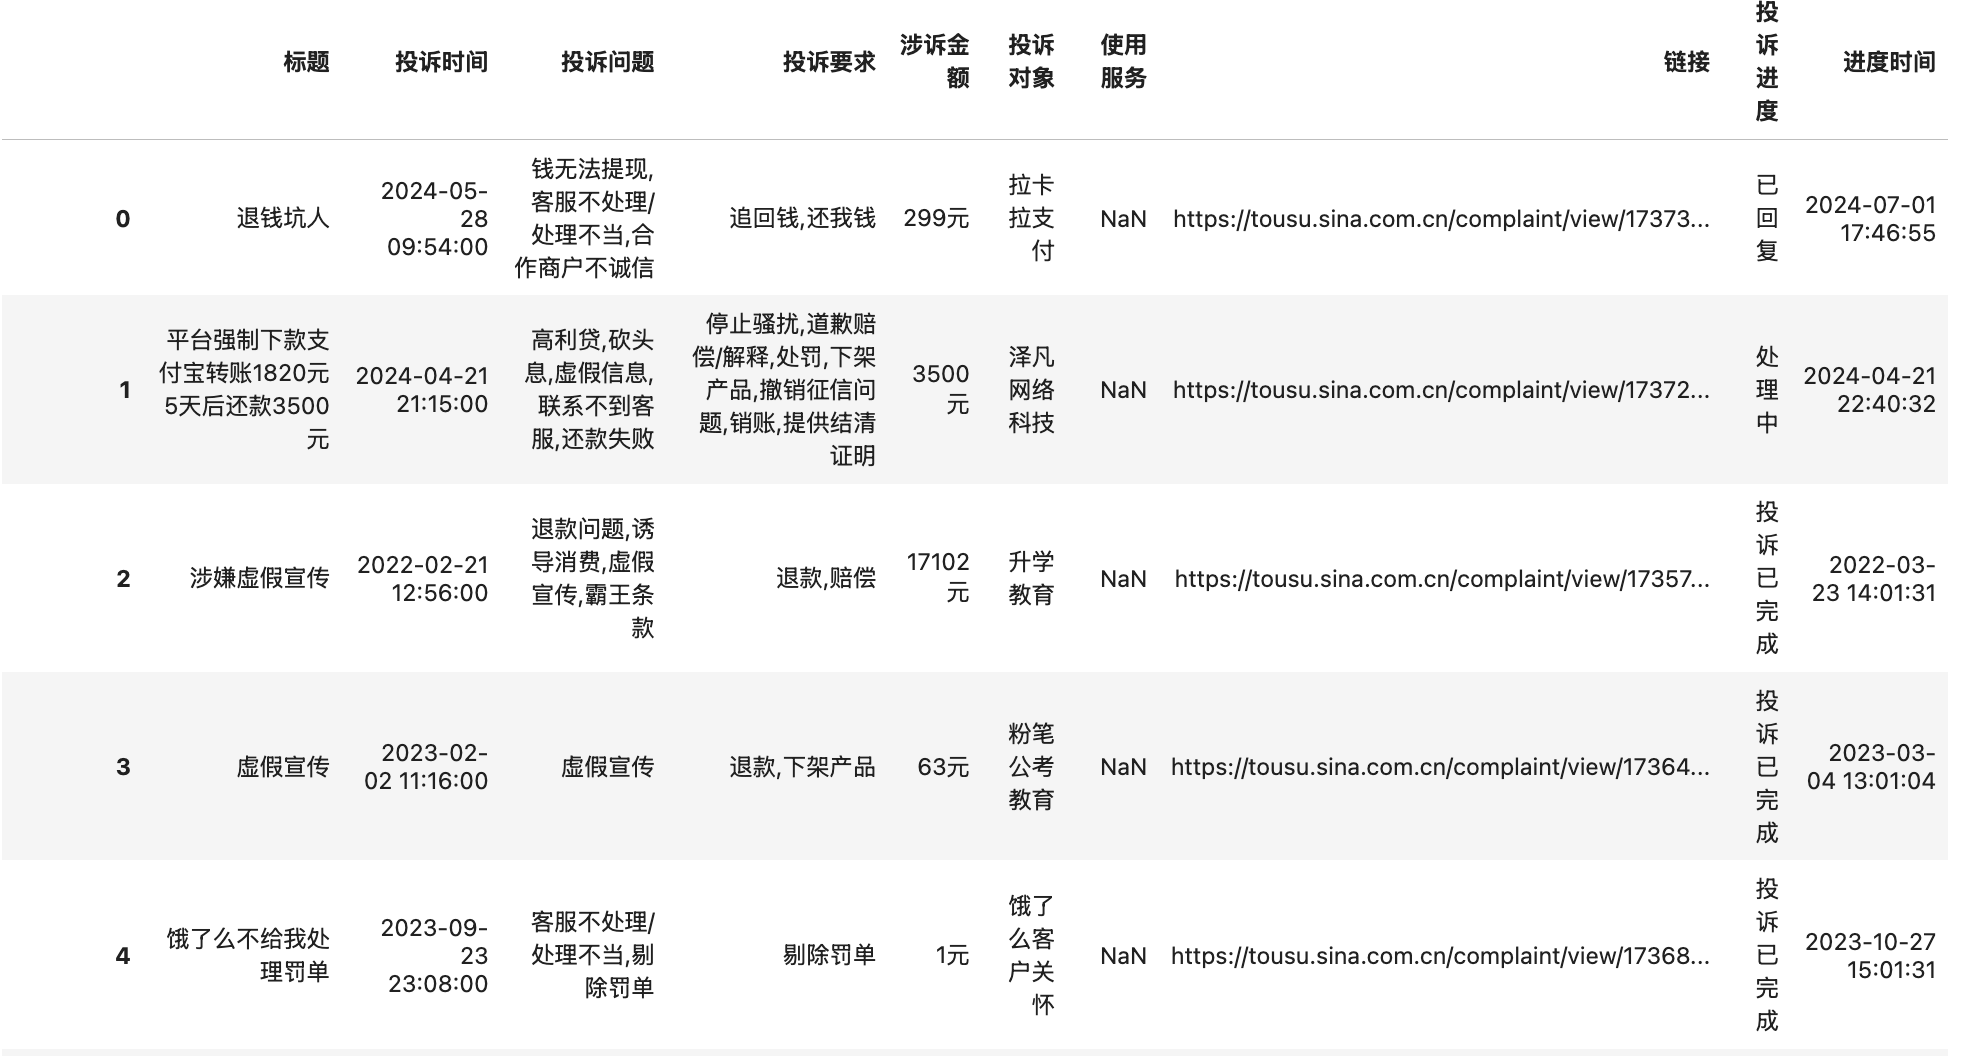 标题 投诉时间 投诉问题 投诉要求 涉诉金额 投诉对象 使用服务 链接 投诉进度 进度时间
0 退钱坑人 2024-05-28 09:54:00 钱无法提现,客服不处理/处理不当,合作商户不诚信 追回钱,还我钱 299元 拉卡拉支付 NaN https://tousu.sina.com.cn/complaint/view/17373... 已回复 2024-07-01 17:46:55
1 平台强制下款支付宝转账1820元5天后还款3500元 2024-04-21 21:15:00 高利贷,砍头息,虚假信息,联系不到客服,还款失败 停止骚扰,道歉赔偿/解释,处罚,下架产品,撤销征信问题,销账,提供结清证明 3500元 泽凡网络科技 NaN https://tousu.sina.com.cn/complaint/view/17372... 处理中 2024-04-21 22:40:32
2 涉嫌虚假宣传 2022-02-21 12:56:00 退款问题,诱导消费,虚假宣传,霸王条款 退款,赔偿 17102元 升学教育 NaN https://tousu.sina.com.cn/complaint/view/17357... 投诉已完成 2022-03-23 14:01:31
3 虚假宣传 2023-02-02 11:16:00 虚假宣传 退款,下架产品 63元 粉笔公考教育 NaN https://tousu.sina.com.cn/complaint/view/17364... 投诉已完成 2023-03-04 13:01:04
4 饿了么不给我处理罚单 2023-09-23 23:08:00 客服不处理/处理不当,剔除罚单 剔除罚单 1元 饿了么客户关怀 NaN https://tousu.sina.com.cn/complaint/view/17368... 投诉已完成 2023-10-27 15:01:31